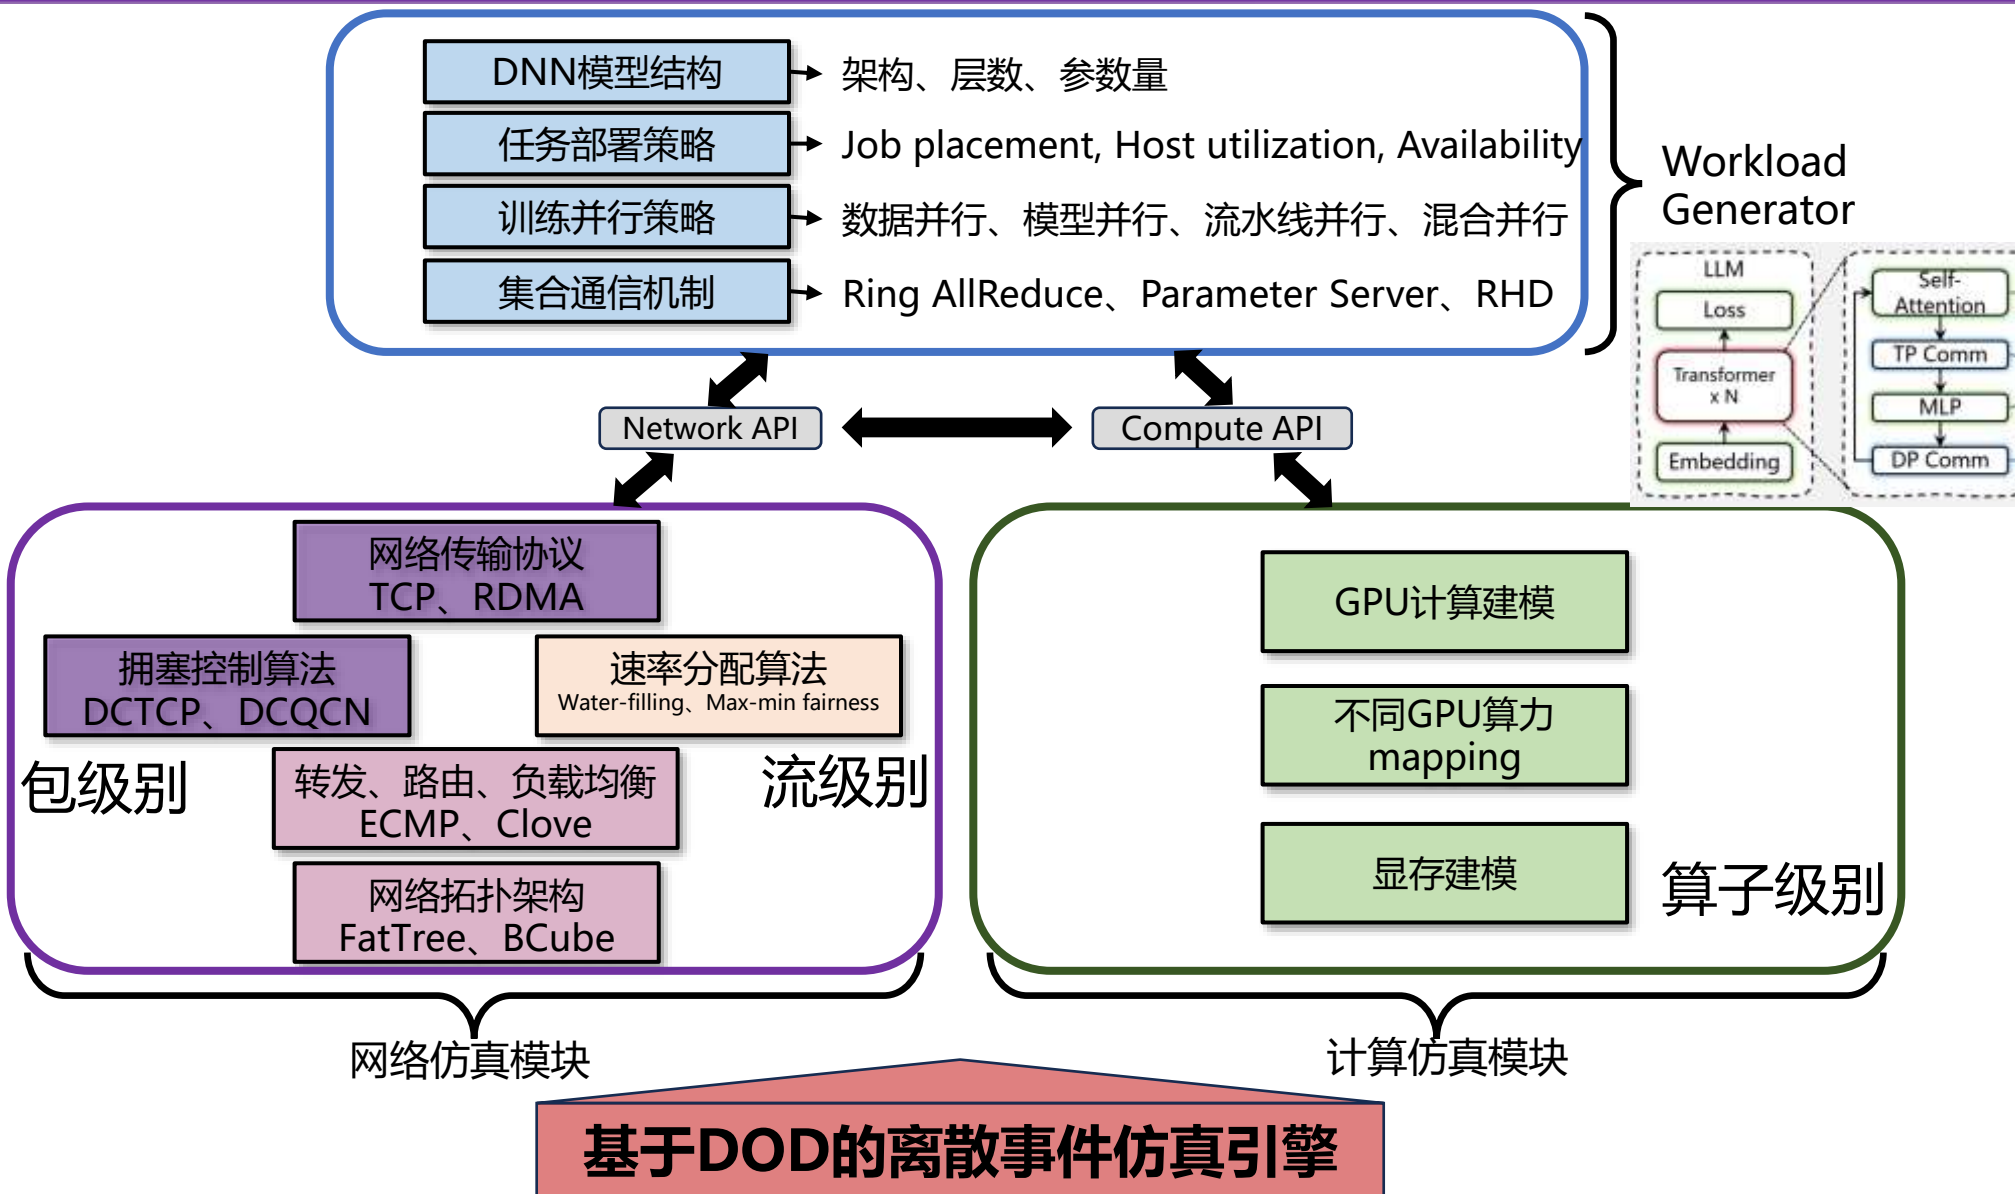 DNN模型结构
架构、层数、参数量
任务部署策略
Job placement, Host utilization, Availability
训练并行策略
数据并行、模型并行、流水线并行、混合并行
集合通信机制
Ring AllReduce、Parameter Server、RHD
Workload
Generator
LLM
Loss
Transformer
x N
Embedding
Self-
Attention
TP Comm
MLP
DP Comm
Network API
Compute API
网络传输协议
TCP、RDMA
拥塞控制算法
DCTCP、DCQCN
速率分配算法
Water-filling、Max-min fairness
包级别
流级别
转发、路由、负载均衡
ECMP、Clove
网络拓扑架构
FatTree、BCube
GPU计算建模
不同GPU算力
mapping
显存建模
算子级别
网络仿真模块
计算仿真模块
基于DOD的离散事件仿真引擎